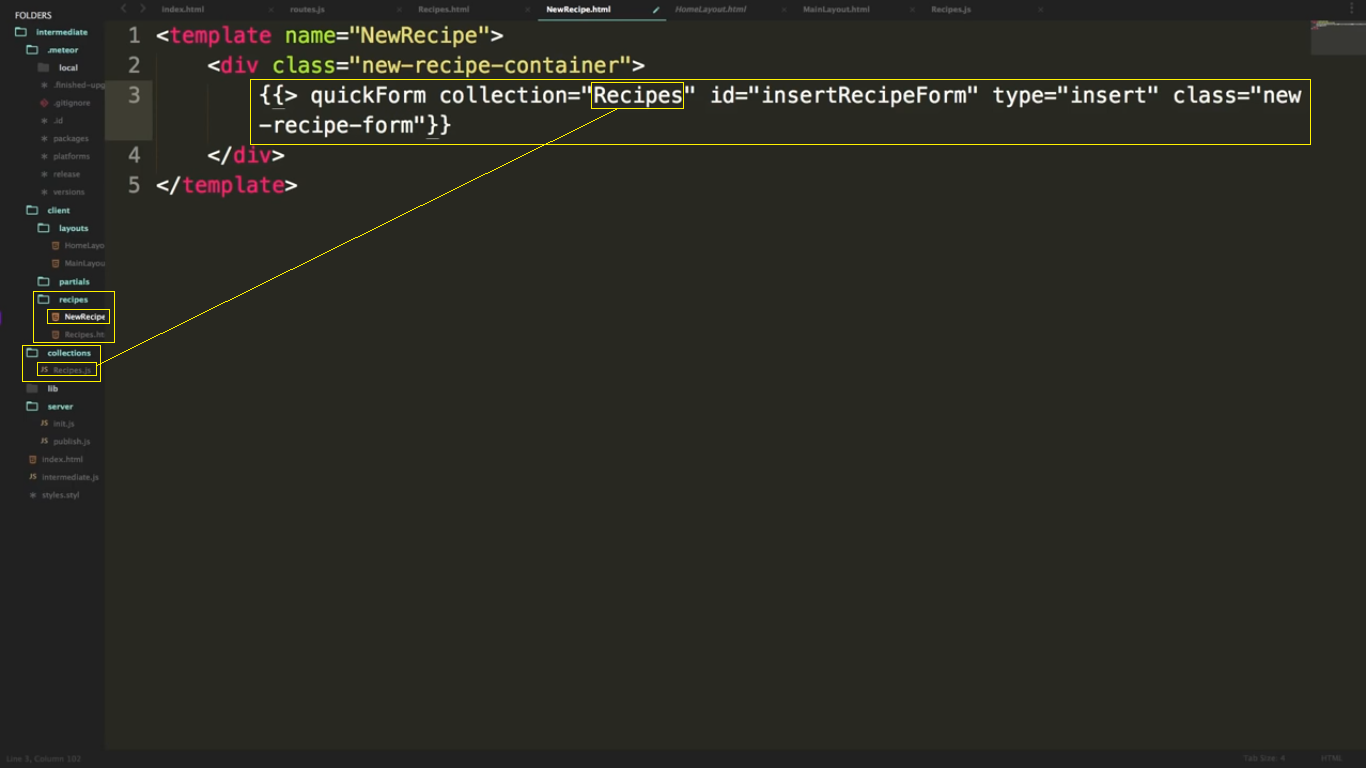 index.html
routes.js
Recipes.html
NewRecipe.html
HomeLayout.html
MainLayout.html
Recipes.js
FOLDERS
intermediate
.meteor
local
.finished-upg
.gitignore
.id
packages
platforms
release
versions
client
layouts
HomeLayo
MainLayou
partials
recipes
NewRecipe
Recipes.ht
collections
JS Recipes.js
lib
server
JS init.js
JS publish.js
index.html
JS intermediate.js
styles.styl
1 <template name="NewRecipe">
2 <div class="new-recipe-container">
3 {{> quickForm collection="Recipes" id="insertRecipeForm" type="insert" class="new
-recipe-form"}}
4 </div>
5 </template>
Line 3, Column 102
Tab Size: 4
HTML